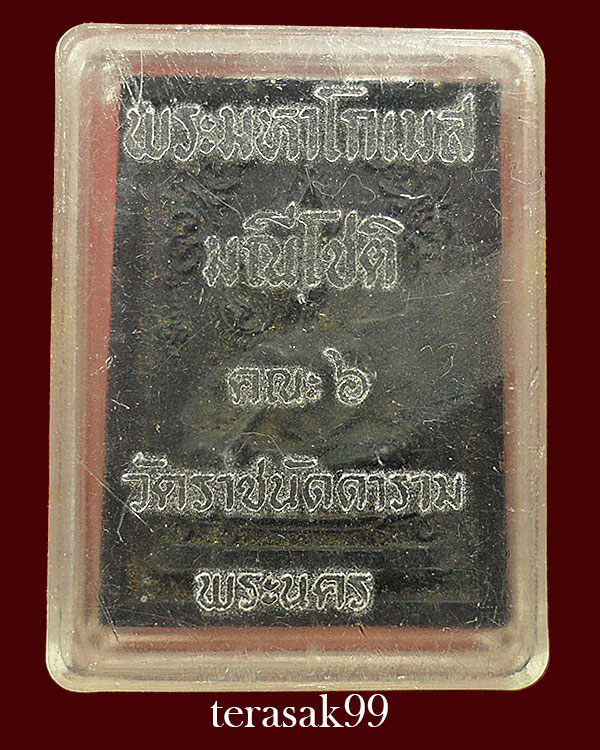 พระมหาโกเมส
มณีโชติ
คณะ ๖
วัดราชนัดดาราม
พระนคร
terasak99